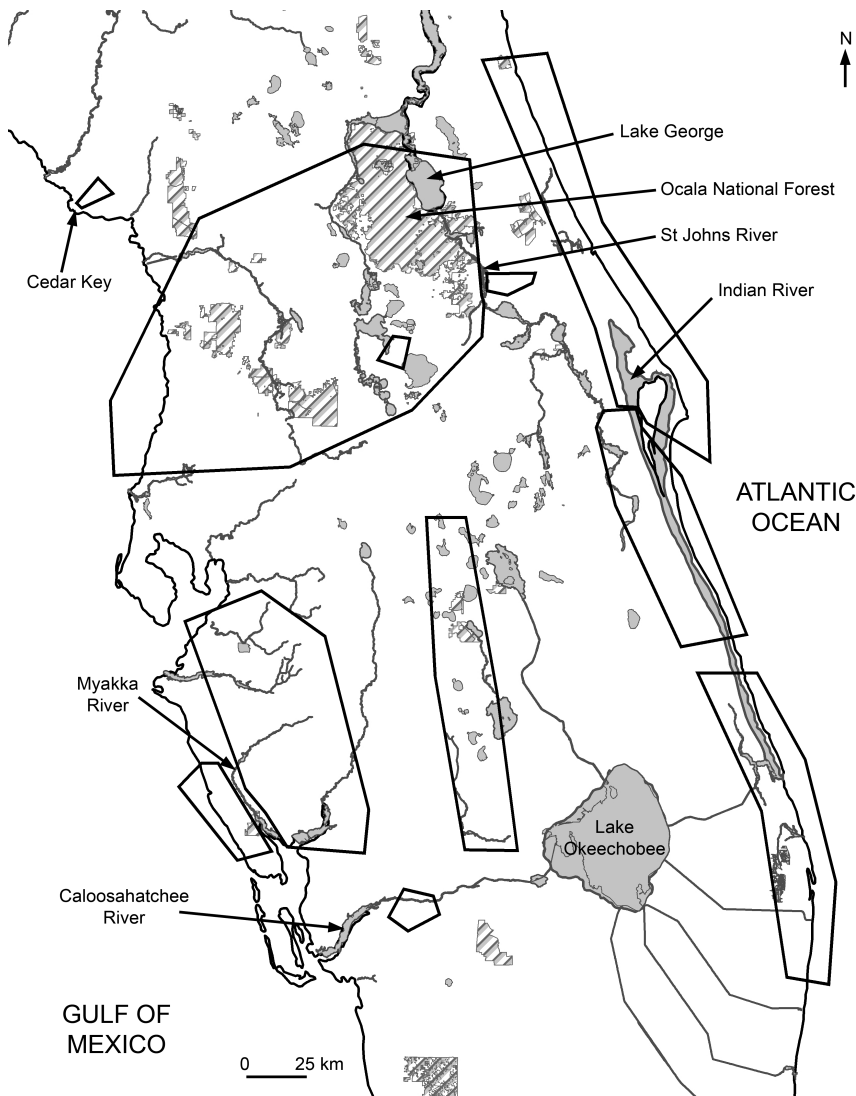 N
Lake George
Ocala National Forest
St Johns River
Indian River
Cedar Key
ATLANTIC
OCEAN
Myakka
River
Lake
Okeechobee
Caloosahatchee
River
GULF OF
MEXICO
0 25 km